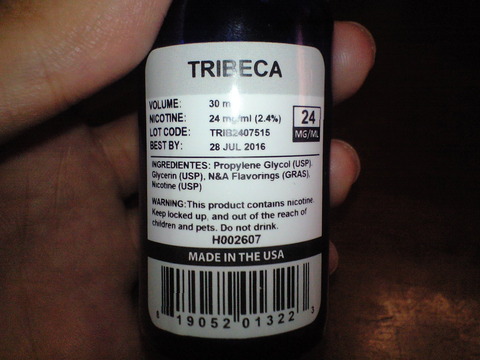 TRIBECA
VOLUME: 30 ml
NICOTINE: 24 mg/ml (2.4%)
LOT CODE: TRIB2407515
BEST BY: 28 JUL 2016
24
MG/ML
INGREDIENTES: Propylene Glycol (USP),
Glycerin (USP), N&A Flavorings (GRAS),
Nicotine (USP)
WARNING:This product contains nicotine.
Keep locked up, and out of the reach of
children and pets. Do not drink.
H002607
MADE IN THE USA
8 19052 01322 3